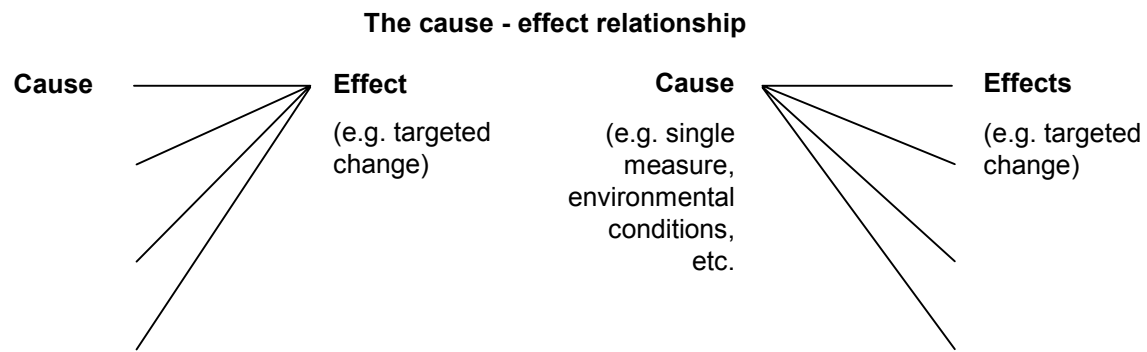 The cause - effect relationship
Cause
Effect
(e.g. targeted
change)
Cause
(e.g. single
measure,
environmental
conditions,
etc.
Effects
(e.g. targeted
change)